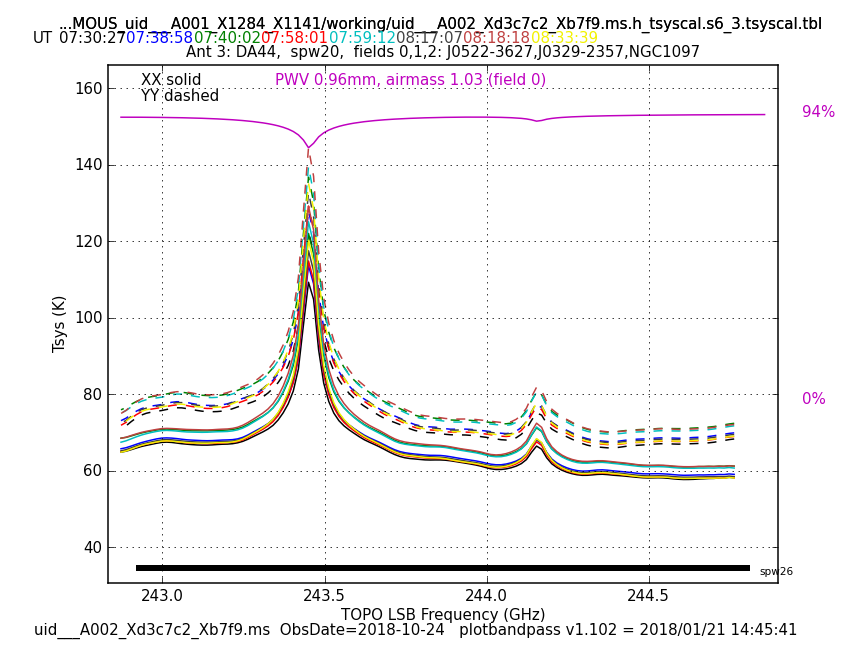 ...MOUS_uid___A001_X1284_X1141/working/uid___A002_Xd3c7c2_Xb7f9.ms.h_tsyscal.s6_3.tsyscal.tbl
UT 07:30:27 07:38:58 07:40:02 07:58:01 07:59:12 08:17:07 08:18:18 08:33:39
Ant 3: DA44, spw20, fields 0,1,2: J0522-3627,J0329-2357,NGC1097
XX solid
YY dashed
PWV 0.96mm, airmass 1.03 (field 0)
94%
0%
160
140
120
100
80
60
40
Tsys (K)
spw26
243.0 243.5 244.0 244.5
TOPO LSB Frequency (GHz)
uid___A002_Xd3c7c2_Xb7f9.ms ObsDate=2018-10-24 plotbandpass v1.102 = 2018/01/21 14:45:41